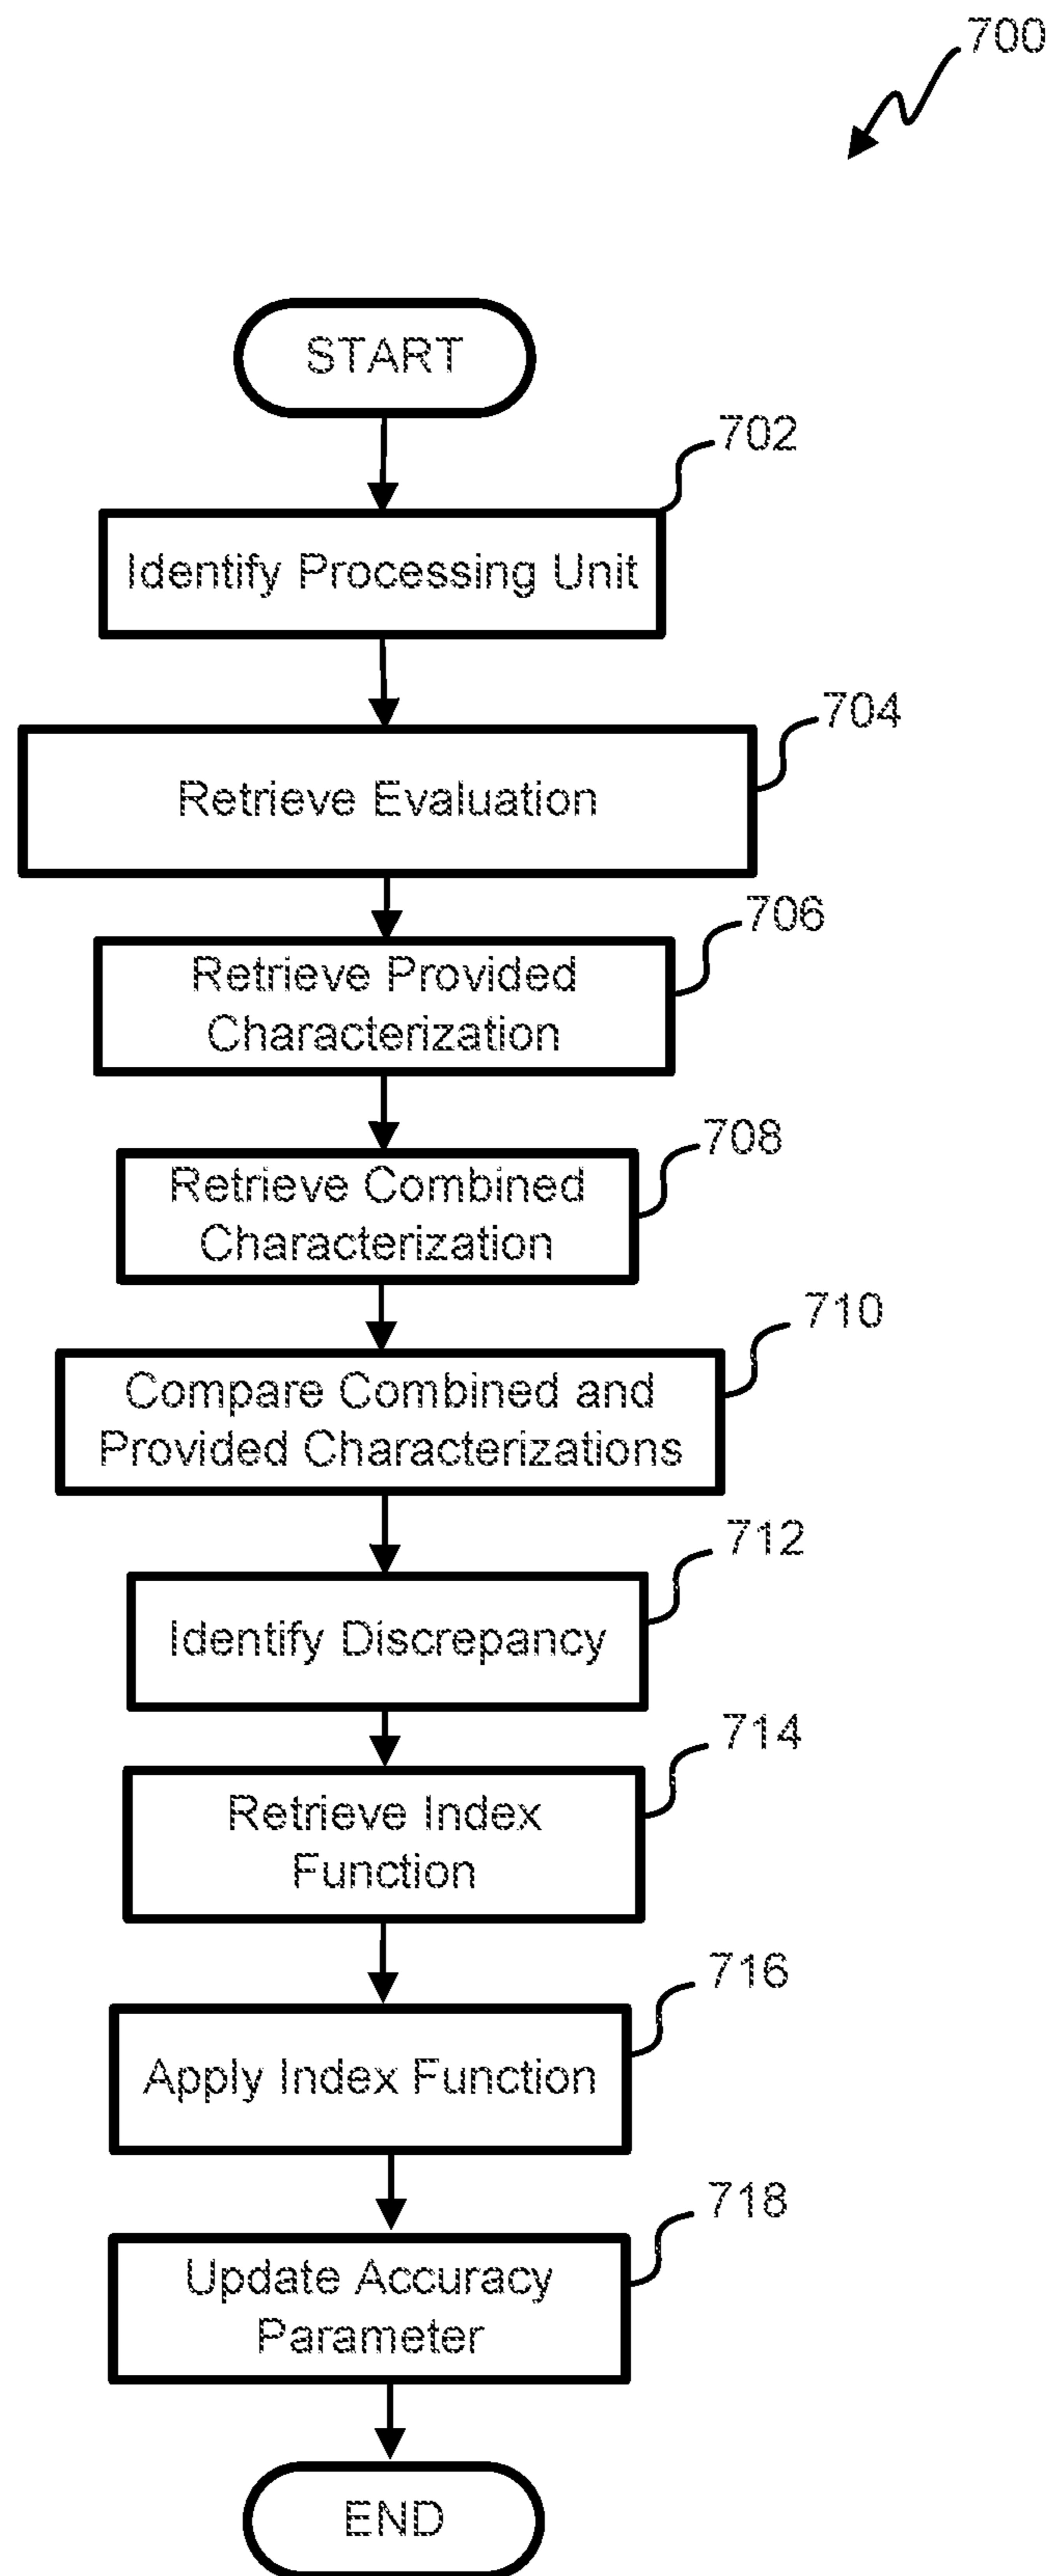 700
START
702
Identify Processing Unit
704
Retrieve Evaluation
706
Retrieve Provided
Characterization
708
Retrieve Combined
Characterization
710
Compare Combined and
Provided Characterizations
712
Identify Discrepancy
714
Retrieve Index
Function
716
Apply Index Function
718
Update Accuracy
Parameter
END